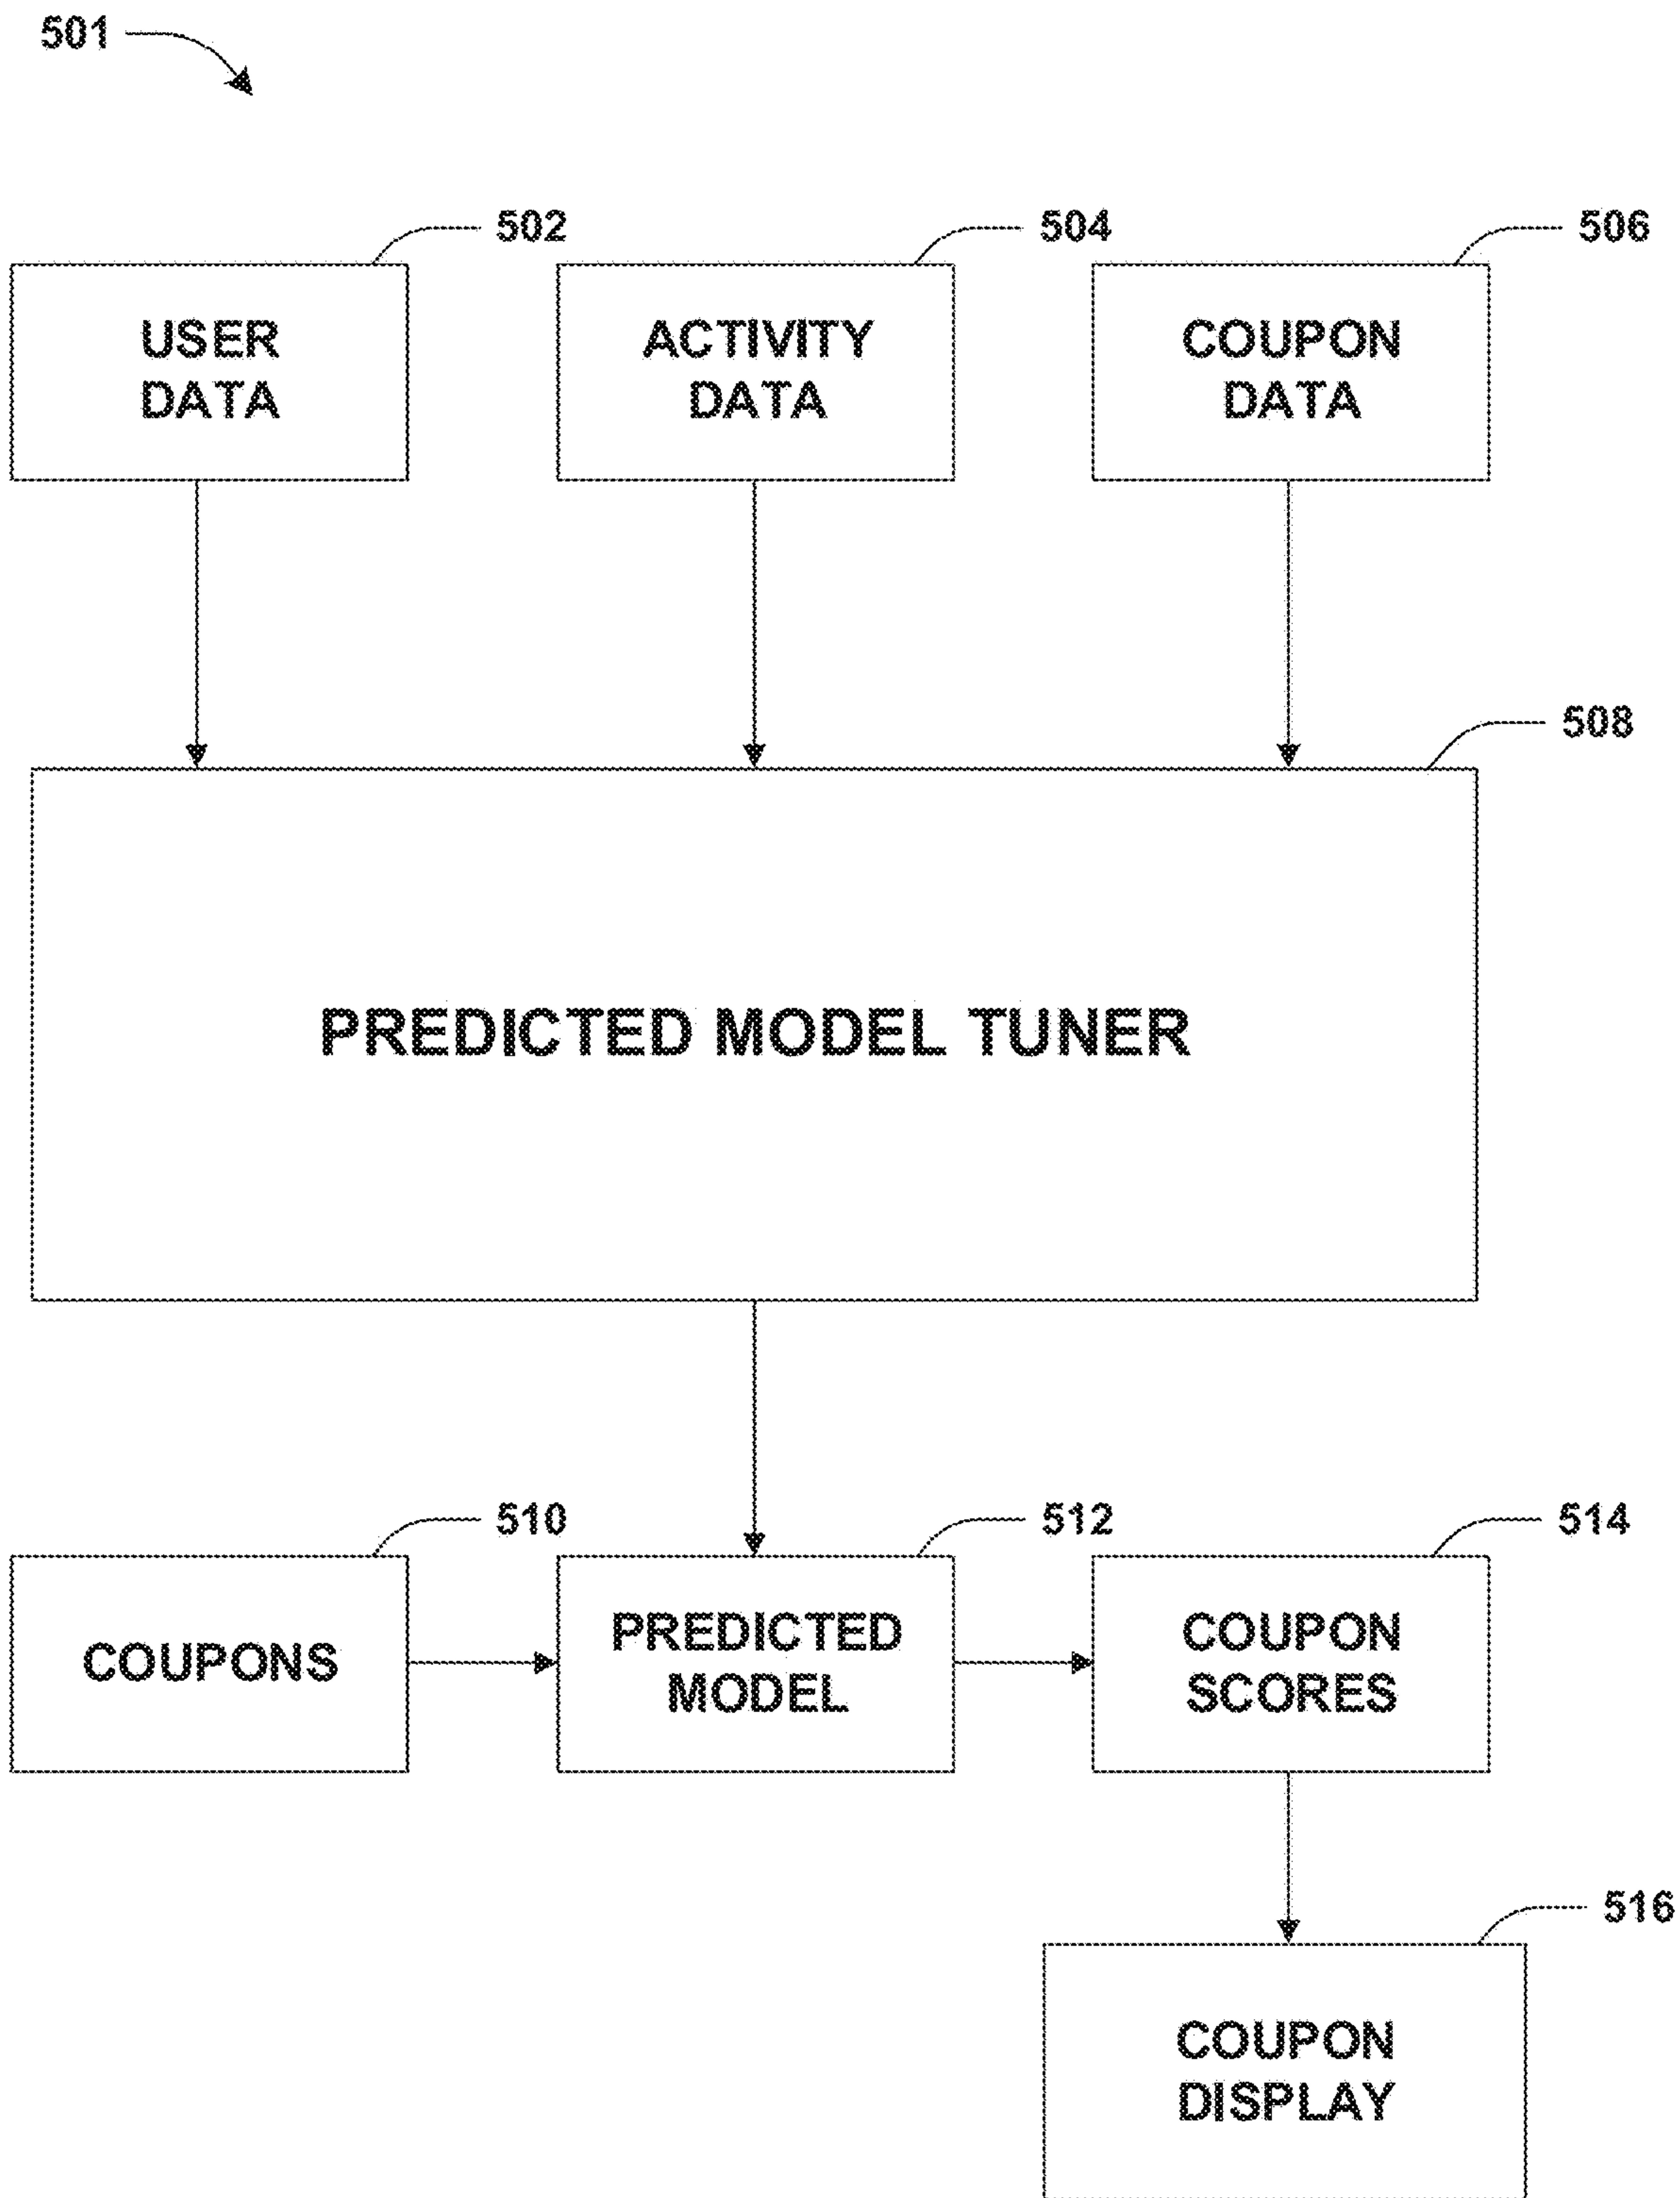 501
502
504
506
USER
DATA
ACTIVITY
DATA
COUPON
DATA
508
PREDICTED MODEL TUNER
510
512
514
COUPONS
PREDICTED
MODEL
COUPON
SCORES
516
COUPON
DISPLAY